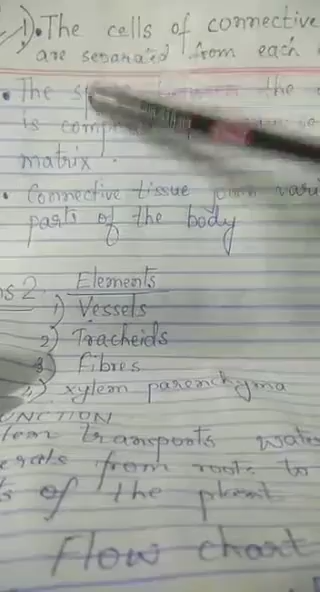 1). • The cells of connective
are separated from each
• The the
is
matrix.
• Connective tissue join
parts of the body
2. Elements
1) Vessels
2) Tracheids
3) Fibres
4) xylem parenchyma
transports
from roots to
of the plant
Flow chart